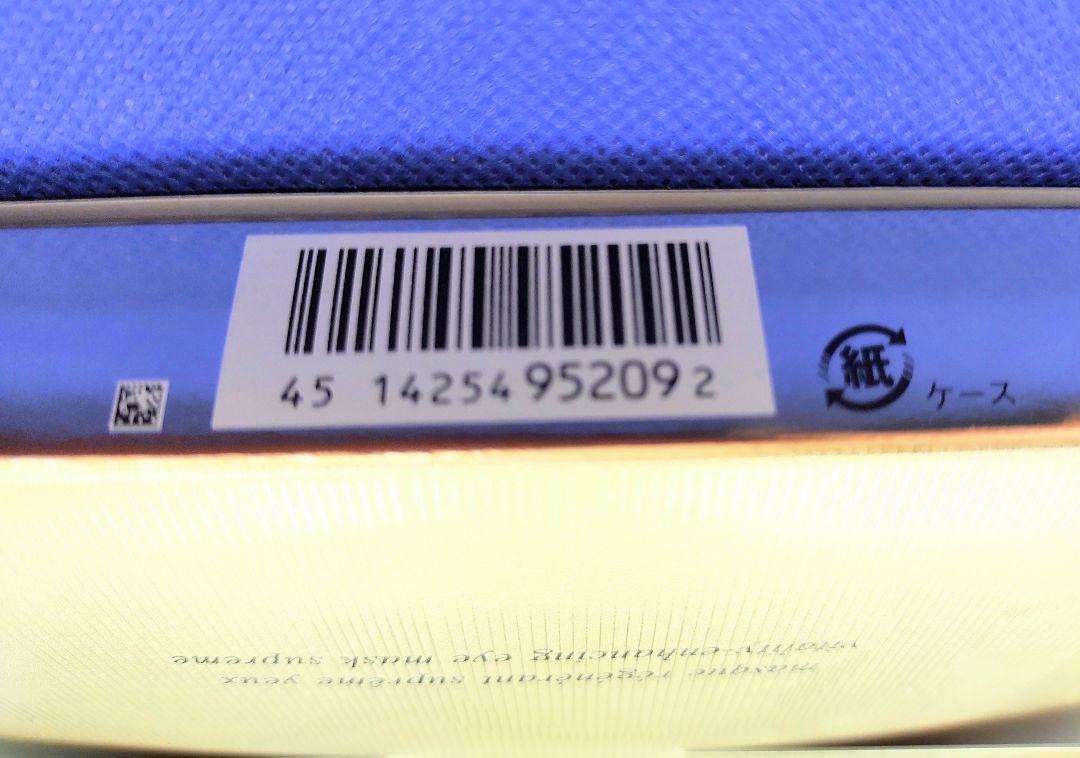 45 14254 95209 2
紙
ケース
vitality-enhancing eye mask supreme
masque régénérant suprême yeux